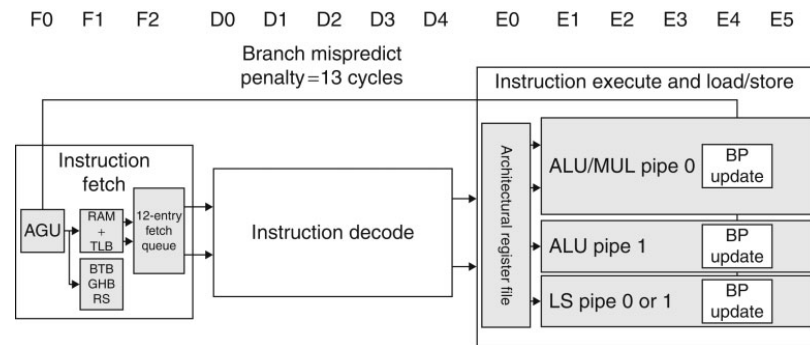 F0 F1 F2 D0 D1 D2 D3 D4 E0 E1 E2 E3 E4 E5
Branch mispredict
penalty=13 cycles
Instruction execute and load/store
Instruction
fetch
AGU
RAM
+
TLB
BTB
GHB
RS
12-entry
fetch
queue
Instruction decode
Architectural register file
ALU/MUL pipe 0
BP
update
ALU pipe 1
BP
update
LS pipe 0 or 1
BP
update